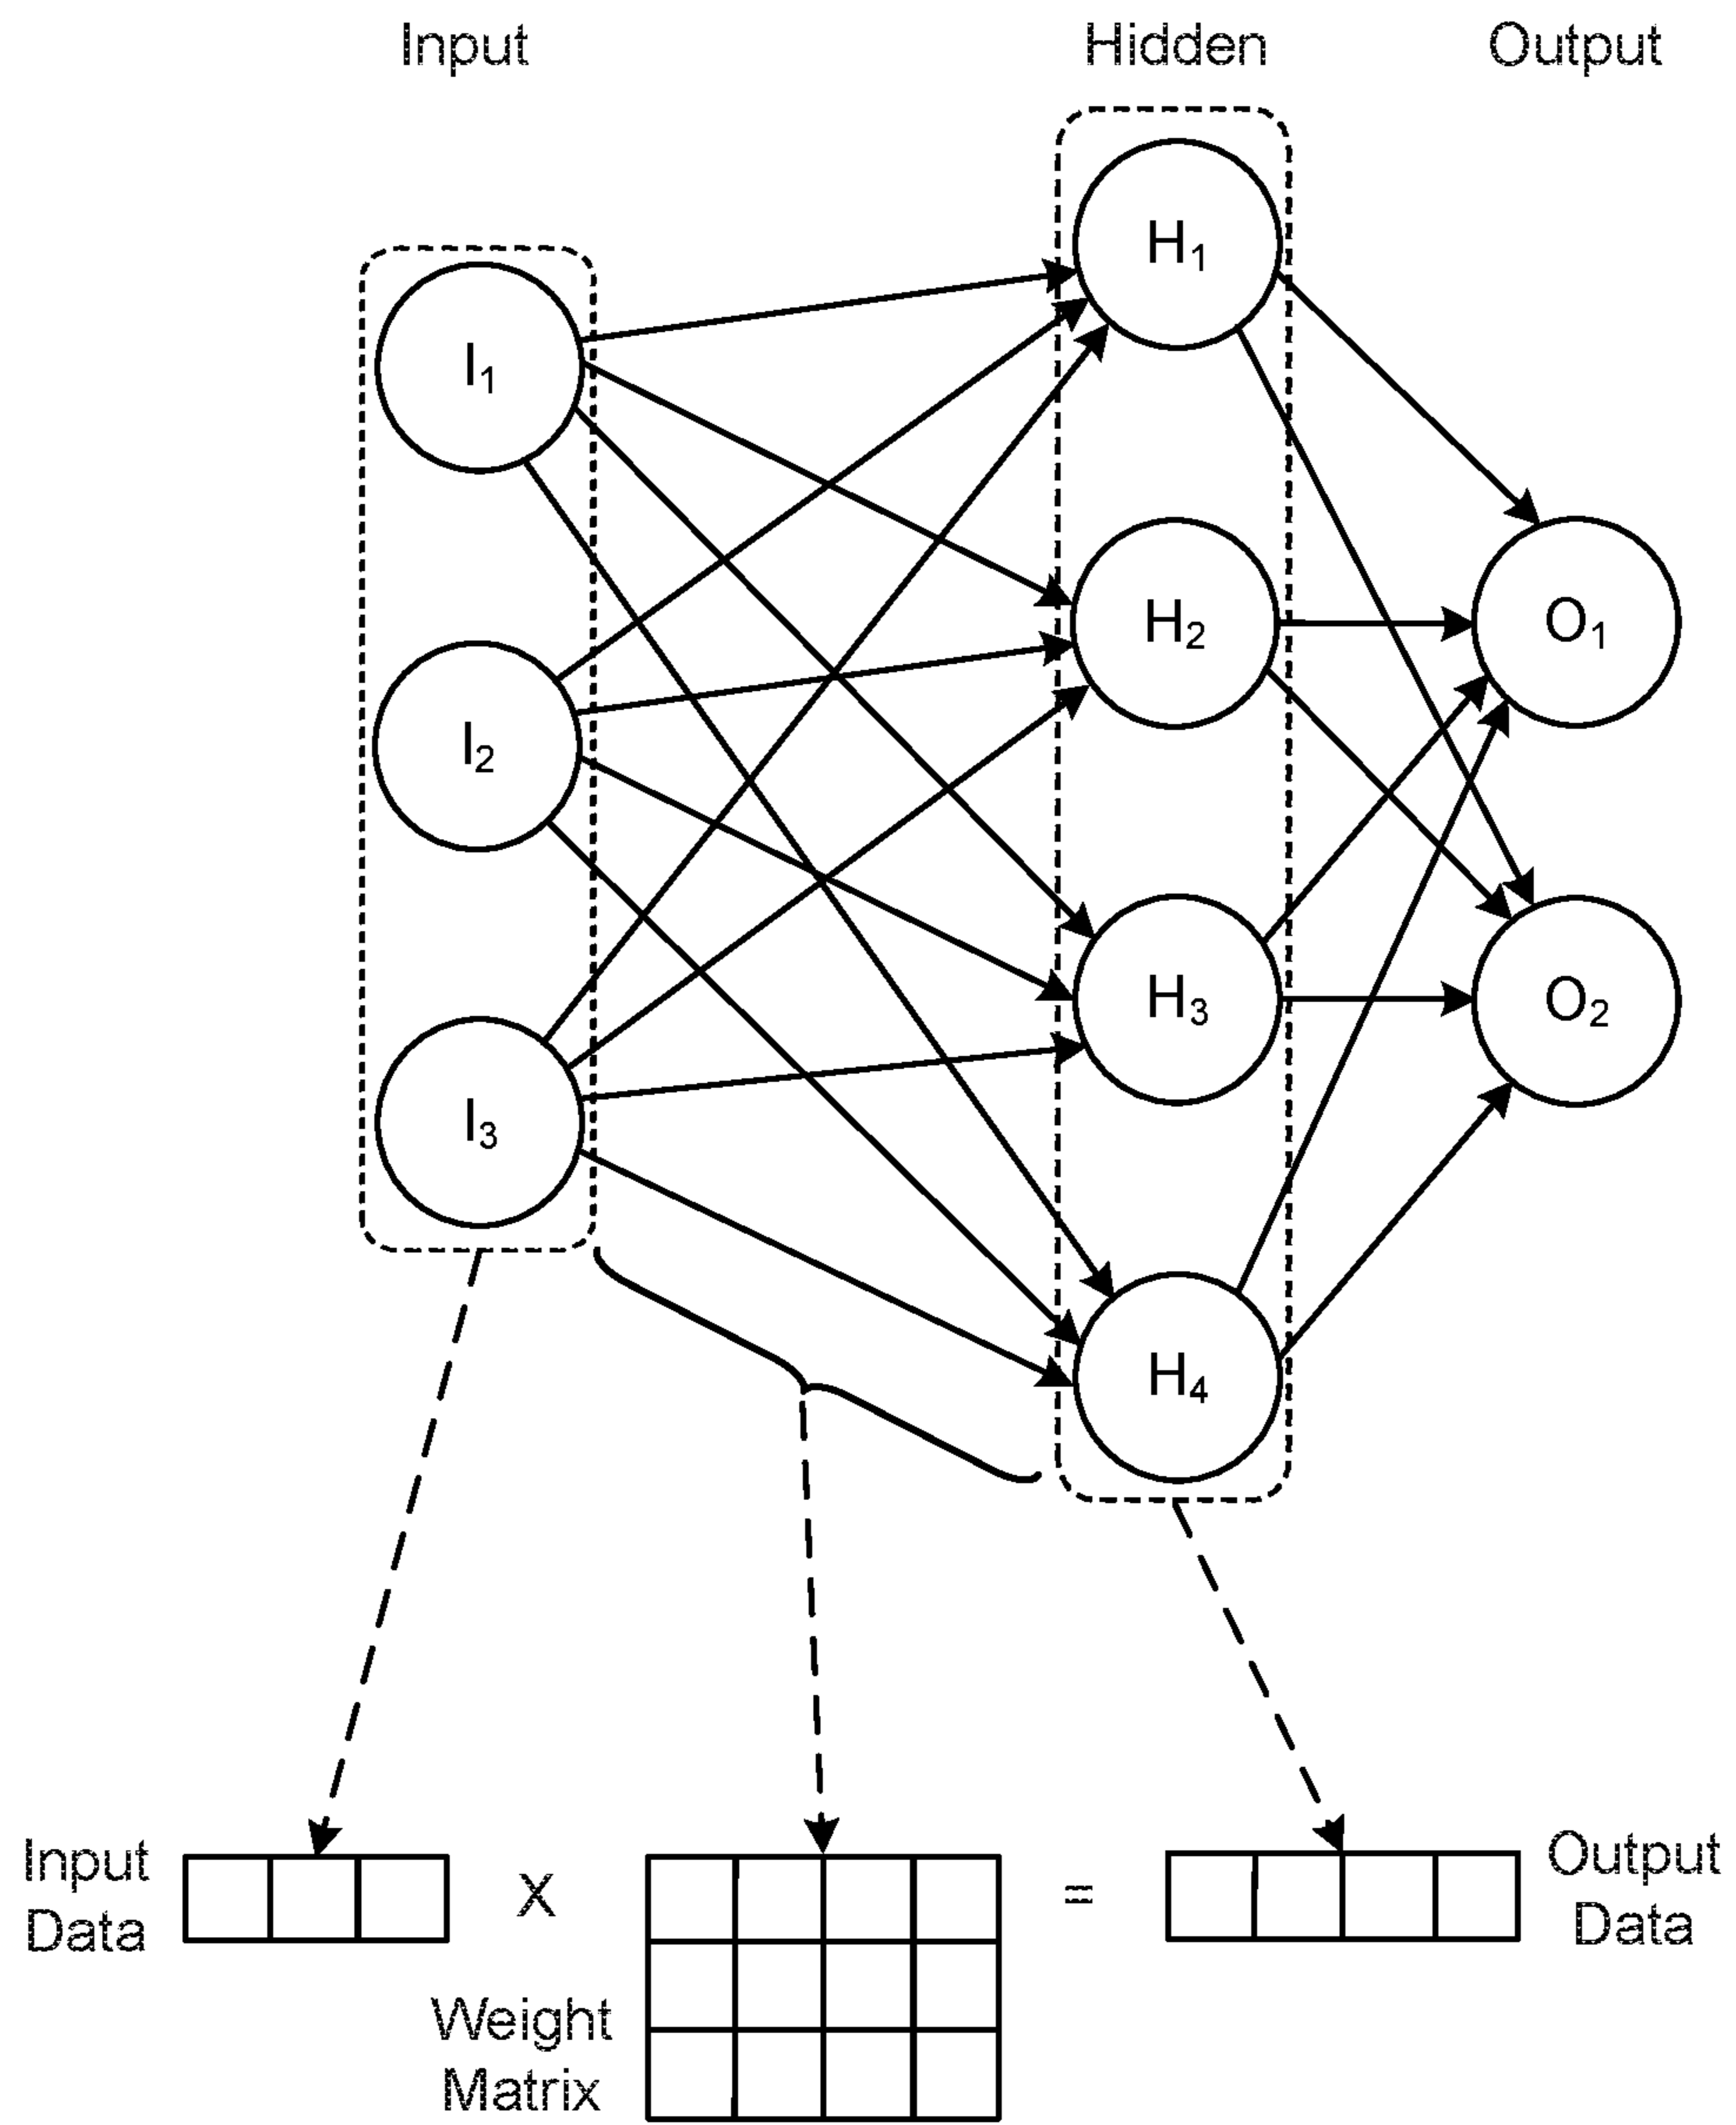 Input
Hidden
Output
H₁
I₁
H₂
O₁
I₂
H₃
O₂
I₃
H₄
Input
Data
X
=
Output
Data
Weight
Matrix